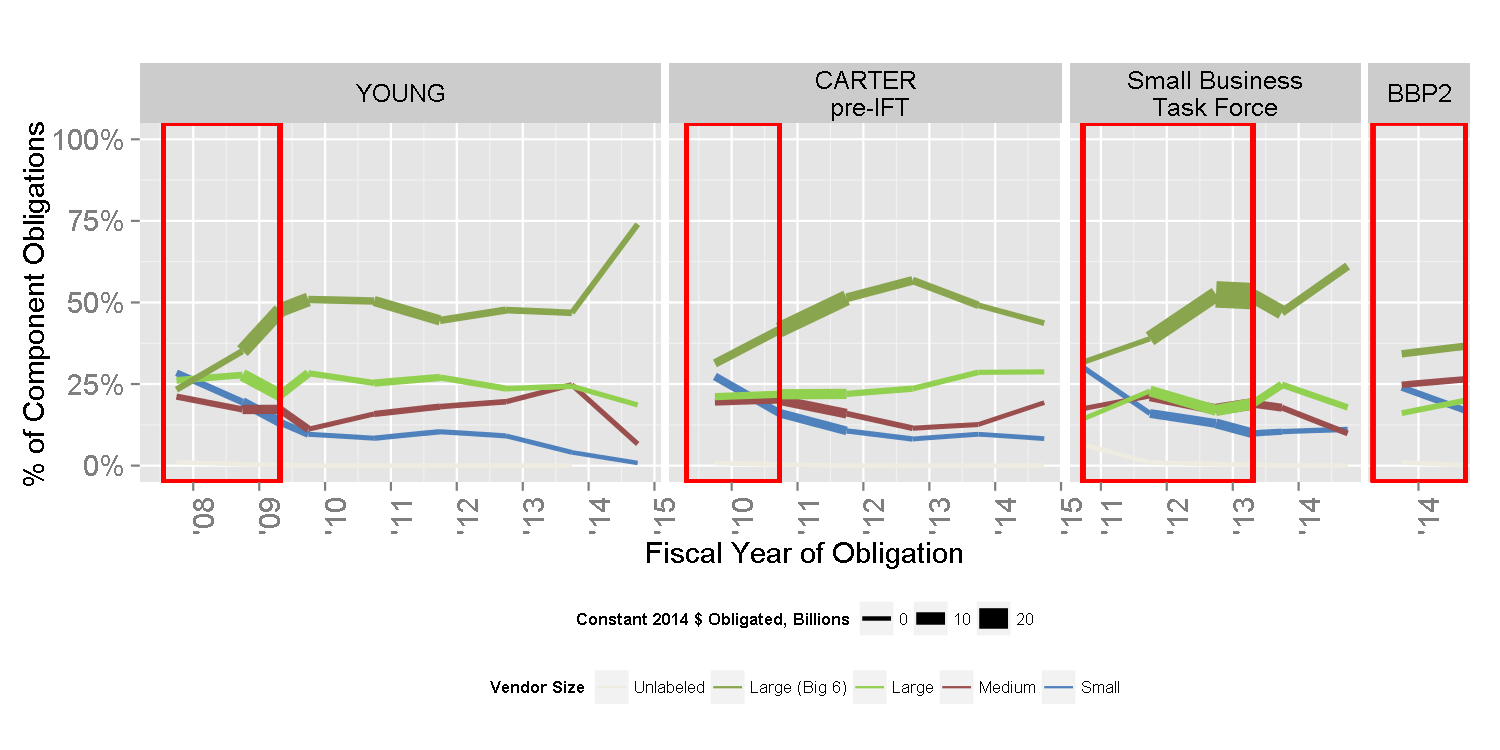 YOUNG
CARTER
pre-IFT
Small Business
Task Force
BBP2
% of Component Obligations
100%
75%
50%
25%
0%
'08 '09 '10 '11 '12 '13 '14 '15
'10 '11 '12 '13 '14 '15
'11 '12 '13 '14
'14
Fiscal Year of Obligation
Constant 2014 $ Obligated, Billions 0 10 20
Vendor Size Unlabeled Large (Big 6) Large Medium Small